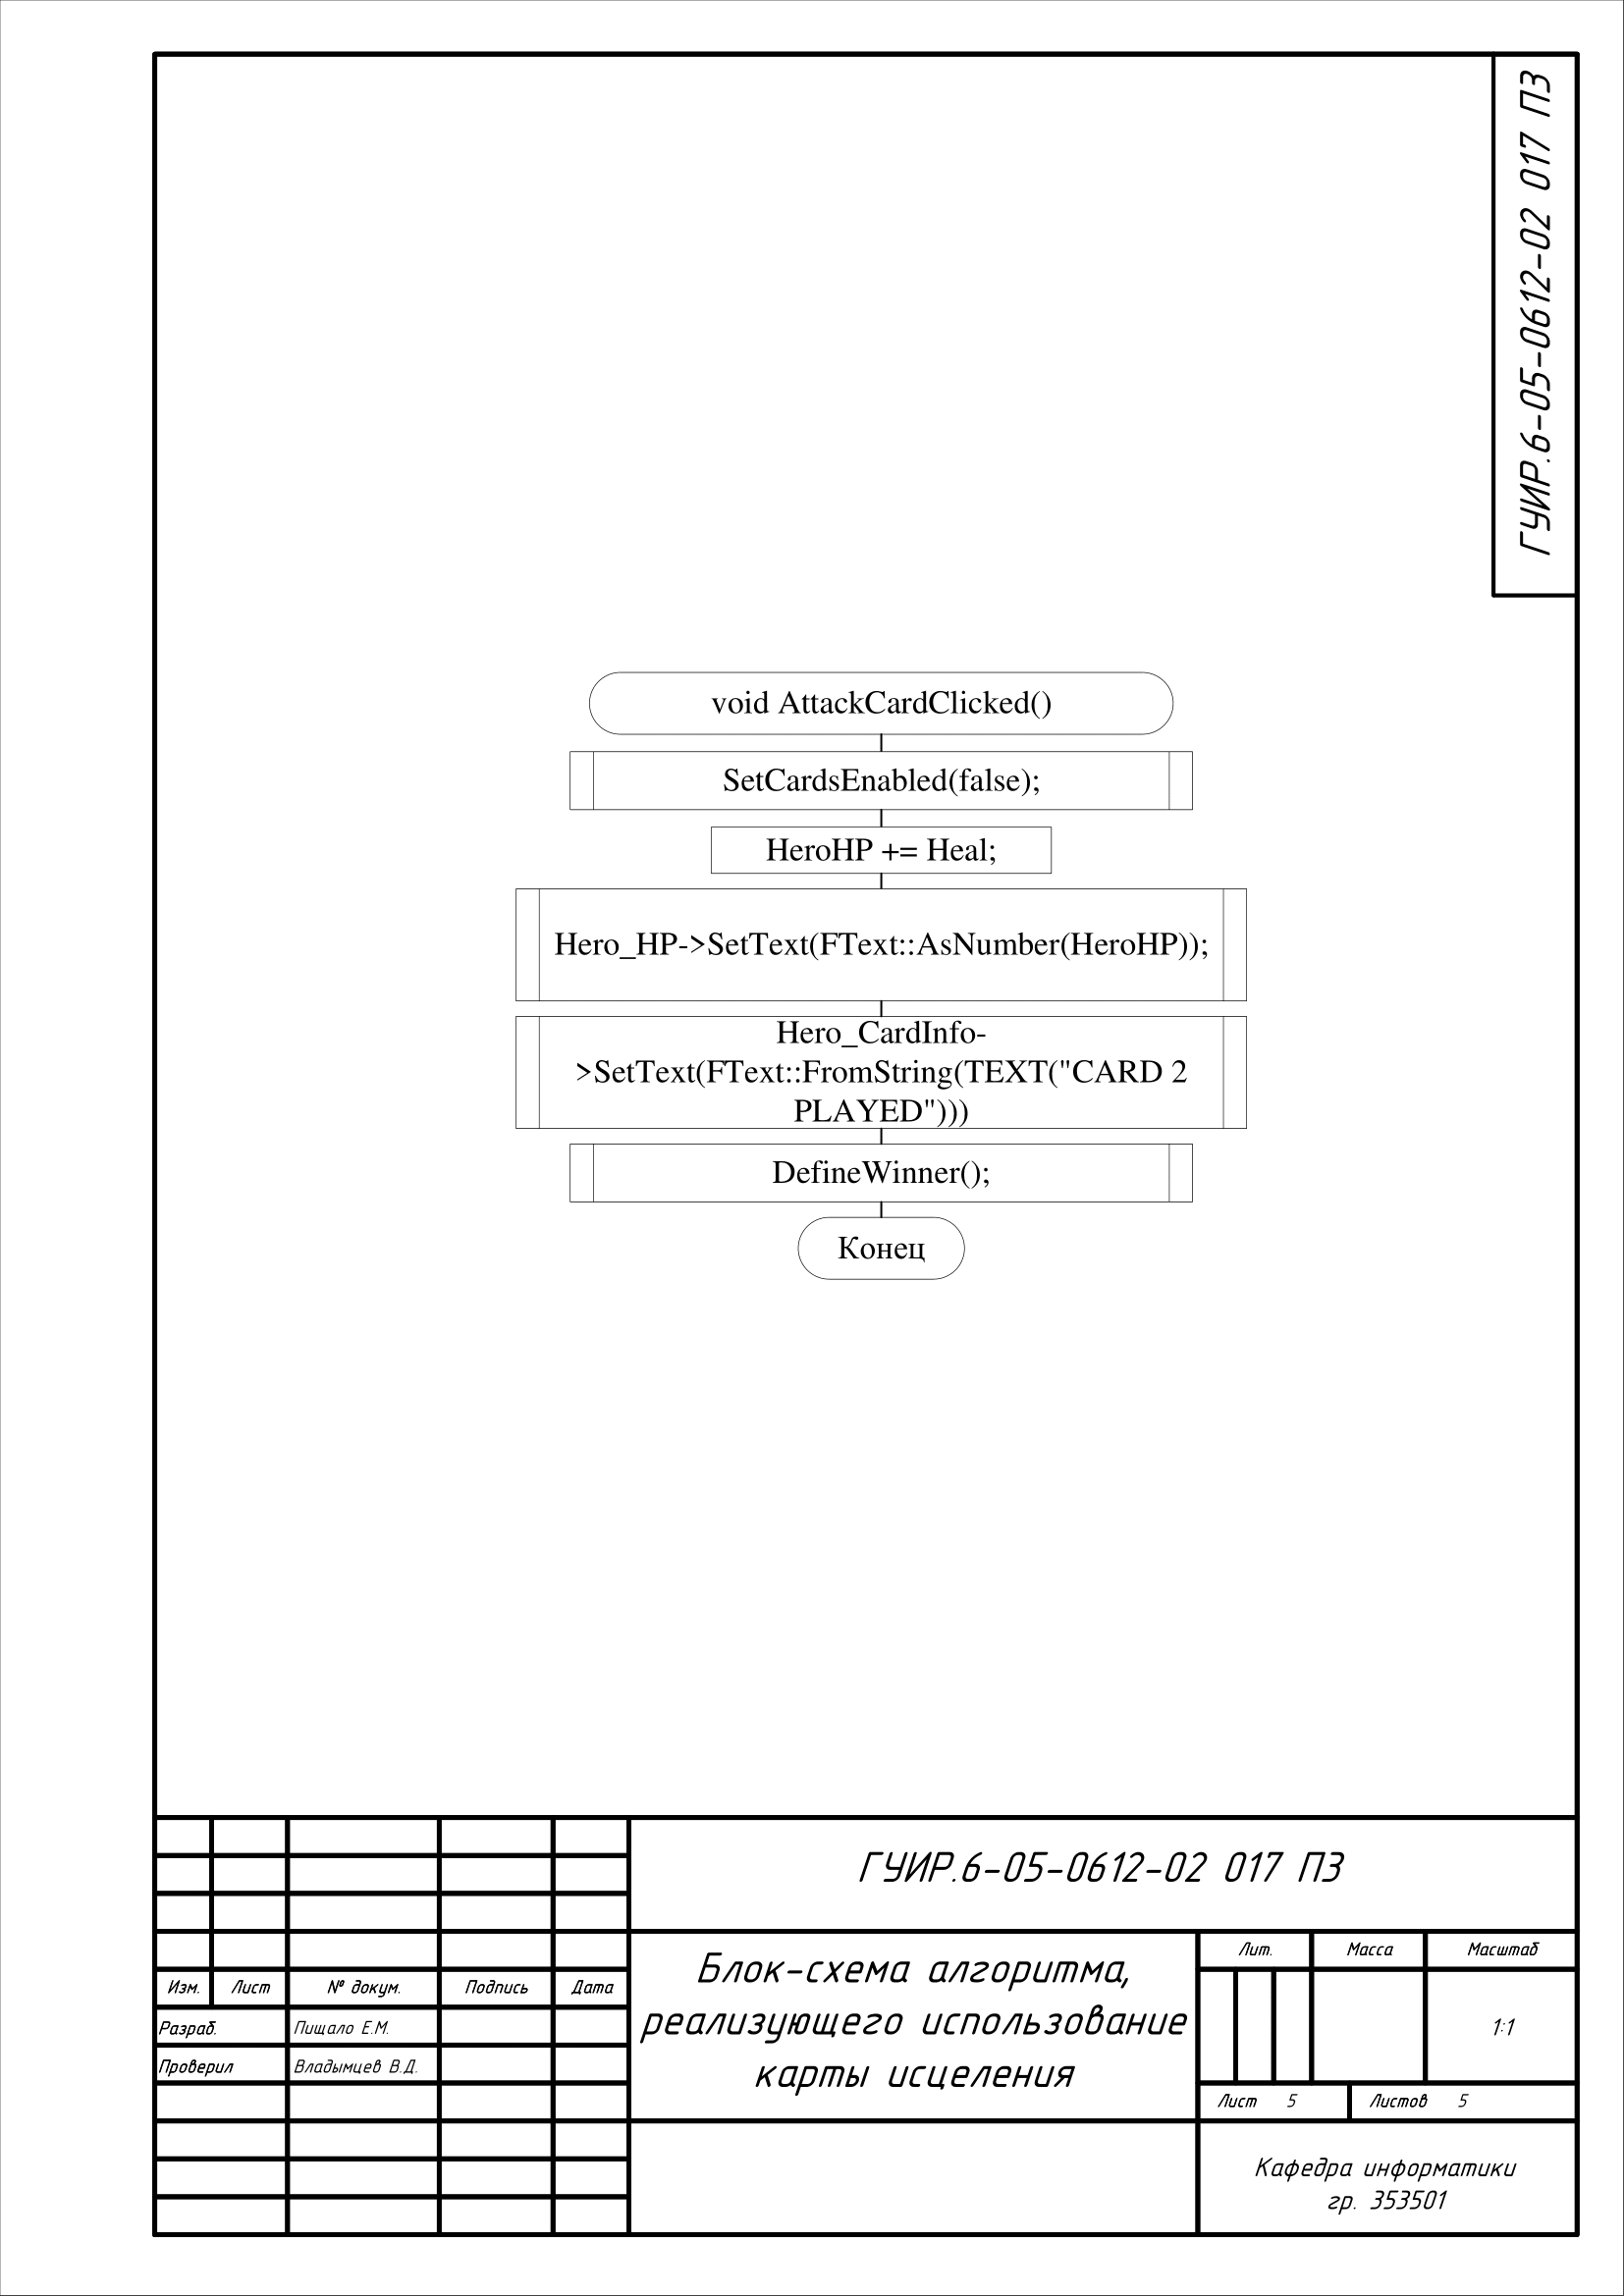 ГУИР.6-05-0612-02 017 ПЗ
void AttackCardClicked()
SetCardsEnabled(false);
HeroHP += Heal;
Hero_HP->SetText(FText::AsNumber(HeroHP));
Hero_CardInfo-
>SetText(FText::FromString(TEXT("CARD 2
PLAYED")))
DefineWinner();
Конец
ГУИР.6-05-0612-02 017 ПЗ
Блок-схема алгоритма,
реализующего использование
карты исцеления
Лит. Масса Масштаб
1:1
Лист 5 Листов 5
Изм. Лист № докум. Подпись Дата
Разраб. Пищало Е.М.
Проверил Владымцев В.Д.
Кафедра информатики
гр. 353501